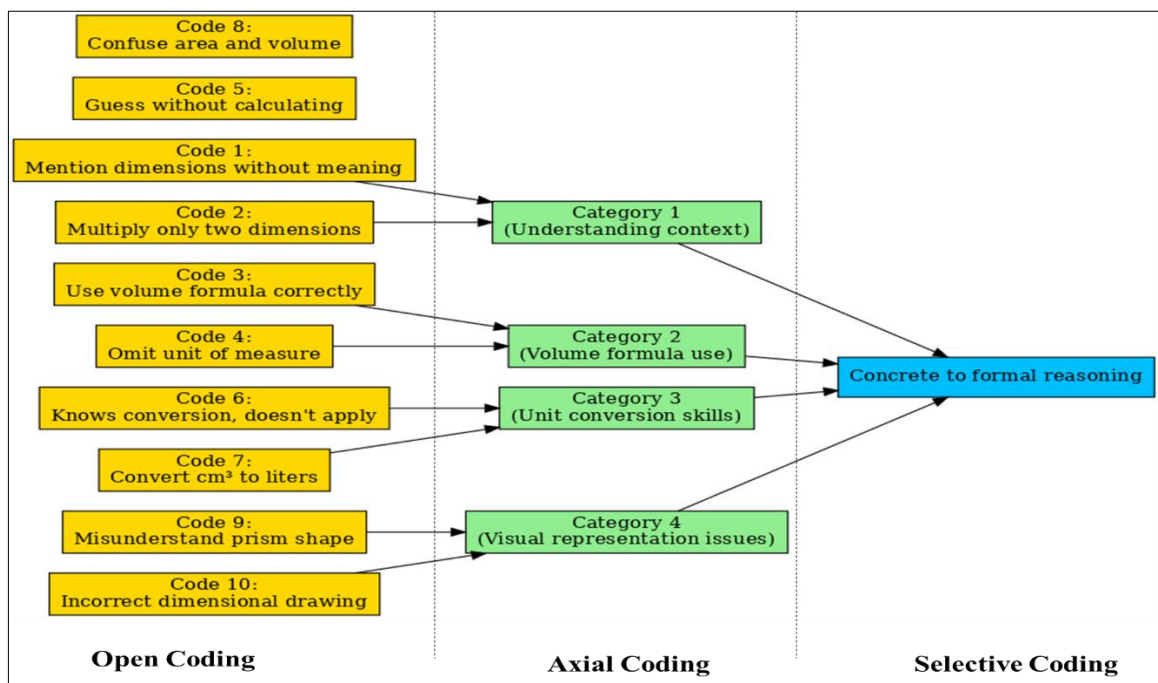 Code 8:
Confuse area and volume
Code 5:
Guess without calculating
Code 1:
Mention dimensions without meaning
Code 2:
Multiply only two dimensions
Code 3:
Use volume formula correctly
Code 4:
Omit unit of measure
Code 6:
Knows conversion, doesn't apply
Code 7:
Convert cm³ to liters
Code 9:
Misunderstand prism shape
Code 10:
Incorrect dimensional drawing
Category 1
(Understanding context)
Category 2
(Volume formula use)
Category 3
(Unit conversion skills)
Category 4
(Visual representation issues)
Concrete to formal reasoning
Open Coding
Axial Coding
Selective Coding